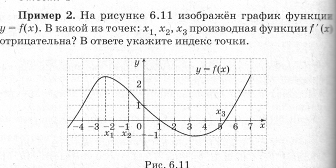 Пример 2. На рисунке 6.11 изображён график функции
y = f(x). В какой из точек: x₁, x₂, x₃ производная функции f′(x)
отрицательна? В ответе укажите индекс точки.
y
y = f(x)
2
1
x₃
−4 −3 −2 −1 0 1 2 3 4 5 6 7 x
x₁ x₂ −1
Рис. 6.11